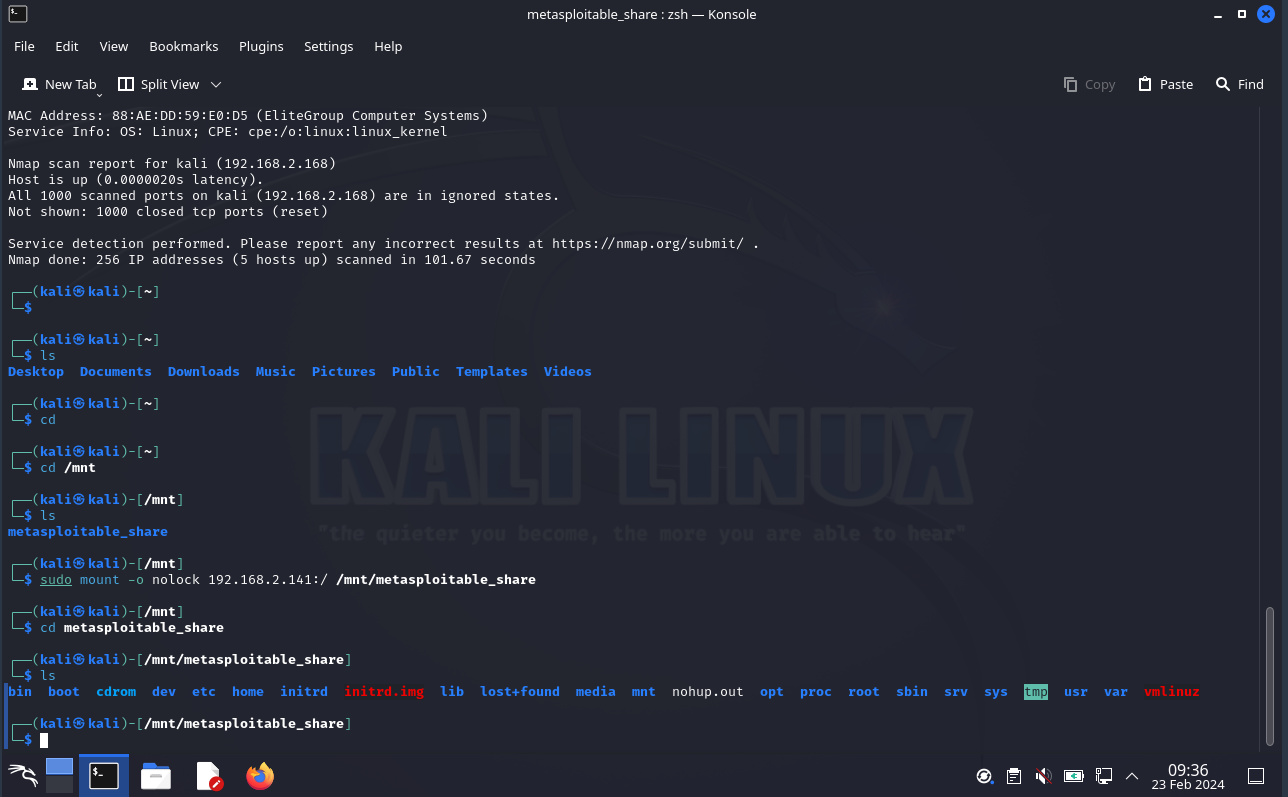 metasploitable_share : zsh — Konsole
File Edit View Bookmarks Plugins Settings Help
New Tab Split View Copy Paste Find
MAC Address: 88:AE:DD:59:E0:D5 (EliteGroup Computer Systems)
Service Info: OS: Linux; CPE: cpe:/o:linux:linux_kernel
Nmap scan report for kali (192.168.2.168)
Host is up (0.0000020s latency).
All 1000 scanned ports on kali (192.168.2.168) are in ignored states.
Not shown: 1000 closed tcp ports (reset)
Service detection performed. Please report any incorrect results at https://nmap.org/submit/ .
Nmap done: 256 IP addresses (5 hosts up) scanned in 101.67 seconds
┌──(kali㉿kali)-[~]
└─$
┌──(kali㉿kali)-[~]
└─$ ls
Desktop Documents Downloads Music Pictures Public Templates Videos
┌──(kali㉿kali)-[~]
└─$ cd
┌──(kali㉿kali)-[~]
└─$ cd /mnt
┌──(kali㉿kali)-[/mnt]
└─$ ls
metasploitable_share
┌──(kali㉿kali)-[/mnt]
└─$ sudo mount -o nolock 192.168.2.141:/ /mnt/metasploitable_share
┌──(kali㉿kali)-[/mnt]
└─$ cd metasploitable_share
┌──(kali㉿kali)-[/mnt/metasploitable_share]
└─$ ls
bin boot cdrom dev etc home initrd initrd.img lib lost+found media mnt nohup.out opt proc root sbin srv sys tmp usr var vmlinuz
┌──(kali㉿kali)-[/mnt/metasploitable_share]
└─$
KALI LINUX
"the quieter you become, the more you are able to hear"
09:36
23 Feb 2024